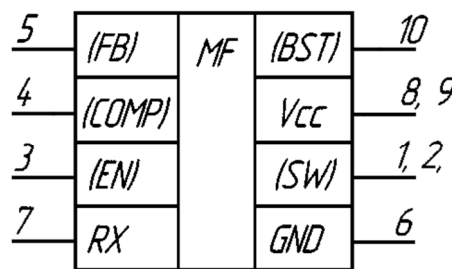 5 (FB) MF (BST) 10
4 (COMP) Vcc 8, 9
3 (EN) (SW) 1, 2,
7 RX GND 6